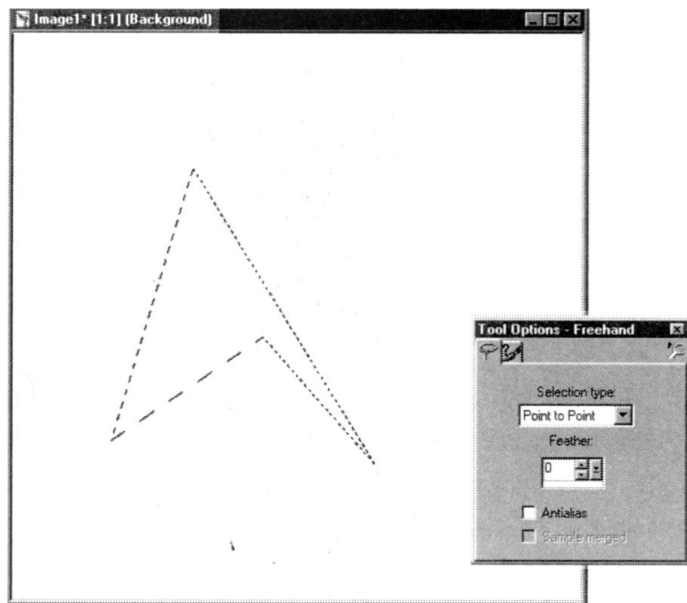 Image1* [1:1] (Background)
Tool Options - Freehand
Selection type:
Point to Point
Feather:
0
Antialias
Sample merged